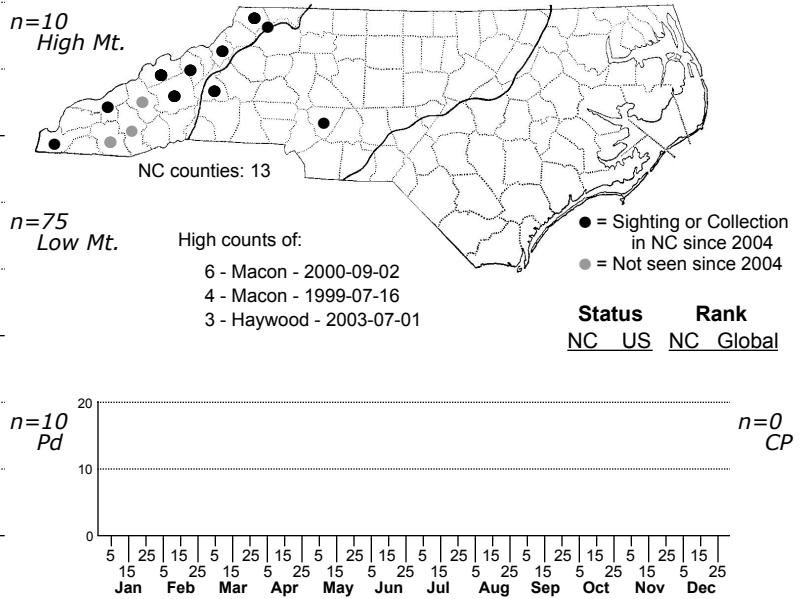 n=10
High Mt.
NC counties: 13
n=75
Low Mt.
High counts of:
6 - Macon - 2000-09-02
4 - Macon - 1999-07-16
3 - Haywood - 2003-07-01
= Sighting or Collection
in NC since 2004
= Not seen since 2004
Status Rank
NC US NC Global
n=10
Pd
n=0
CP
20
10
0
5 25 15 5 25 15 5 25 15 5 25 15 5 25 15 5 25 15
15 5 25 15 5 25 15 5 25 15 5 25 15 5 25 15 5 25
Jan Feb Mar Apr May Jun Jul Aug Sep Oct Nov Dec